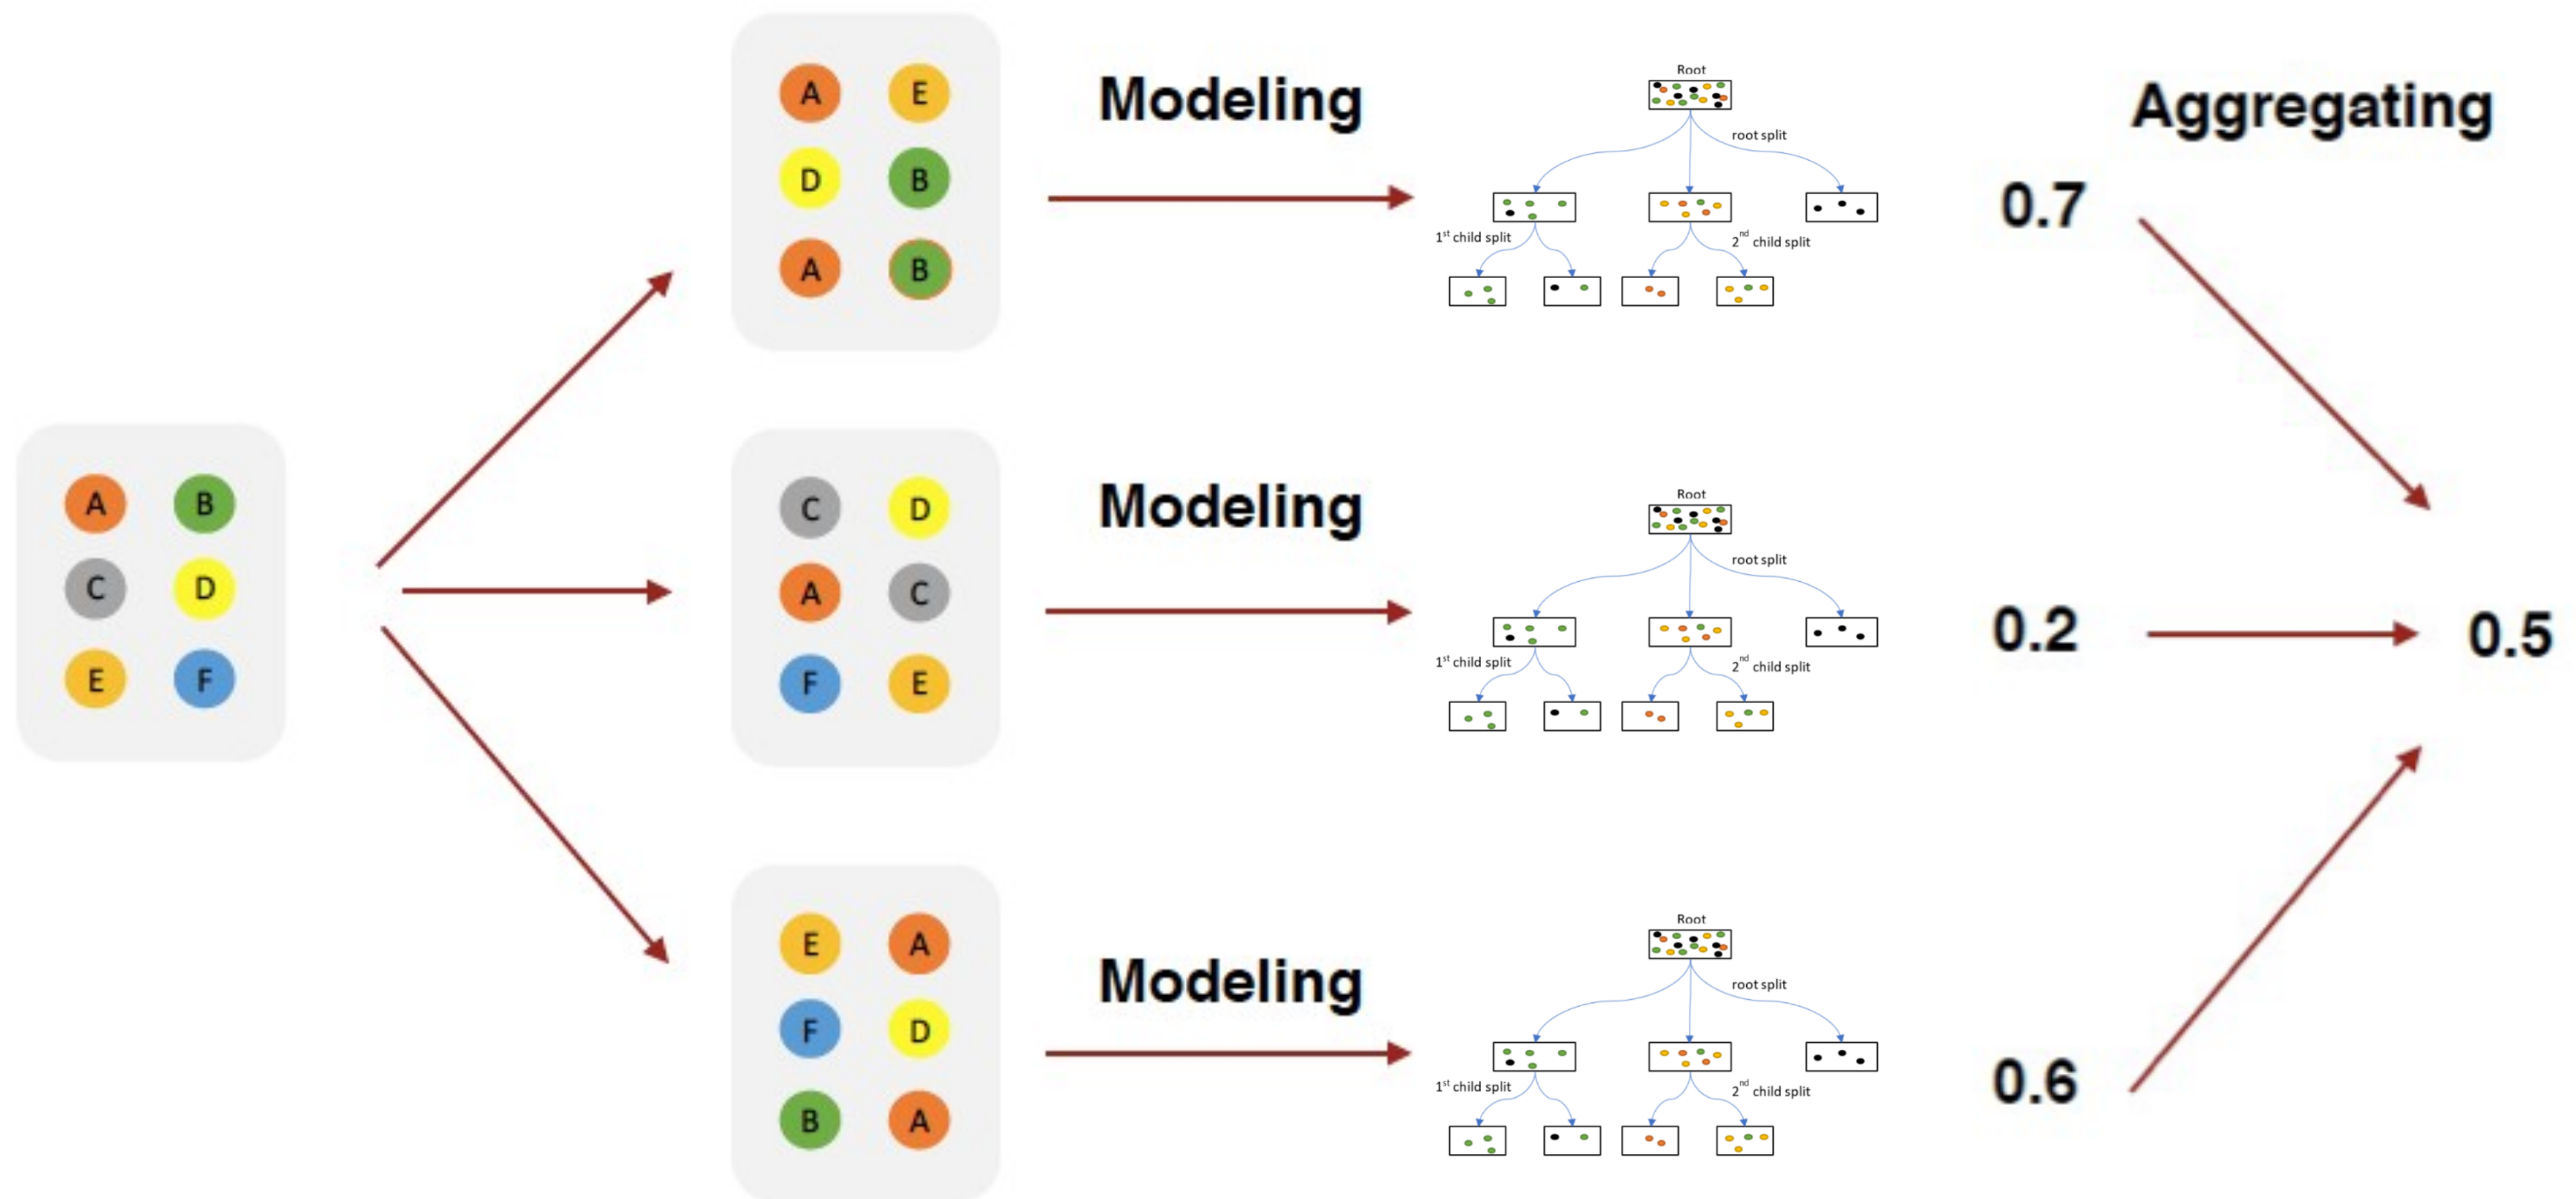 A B
C D
E F
A E
D B
A B
Modeling
Root
root split
1st child split
2nd child split
0.7
Aggregating
C D
A C
F E
Modeling
Root
root split
1st child split
2nd child split
0.2
0.5
E A
F D
B A
Modeling
Root
root split
1st child split
2nd child split
0.6